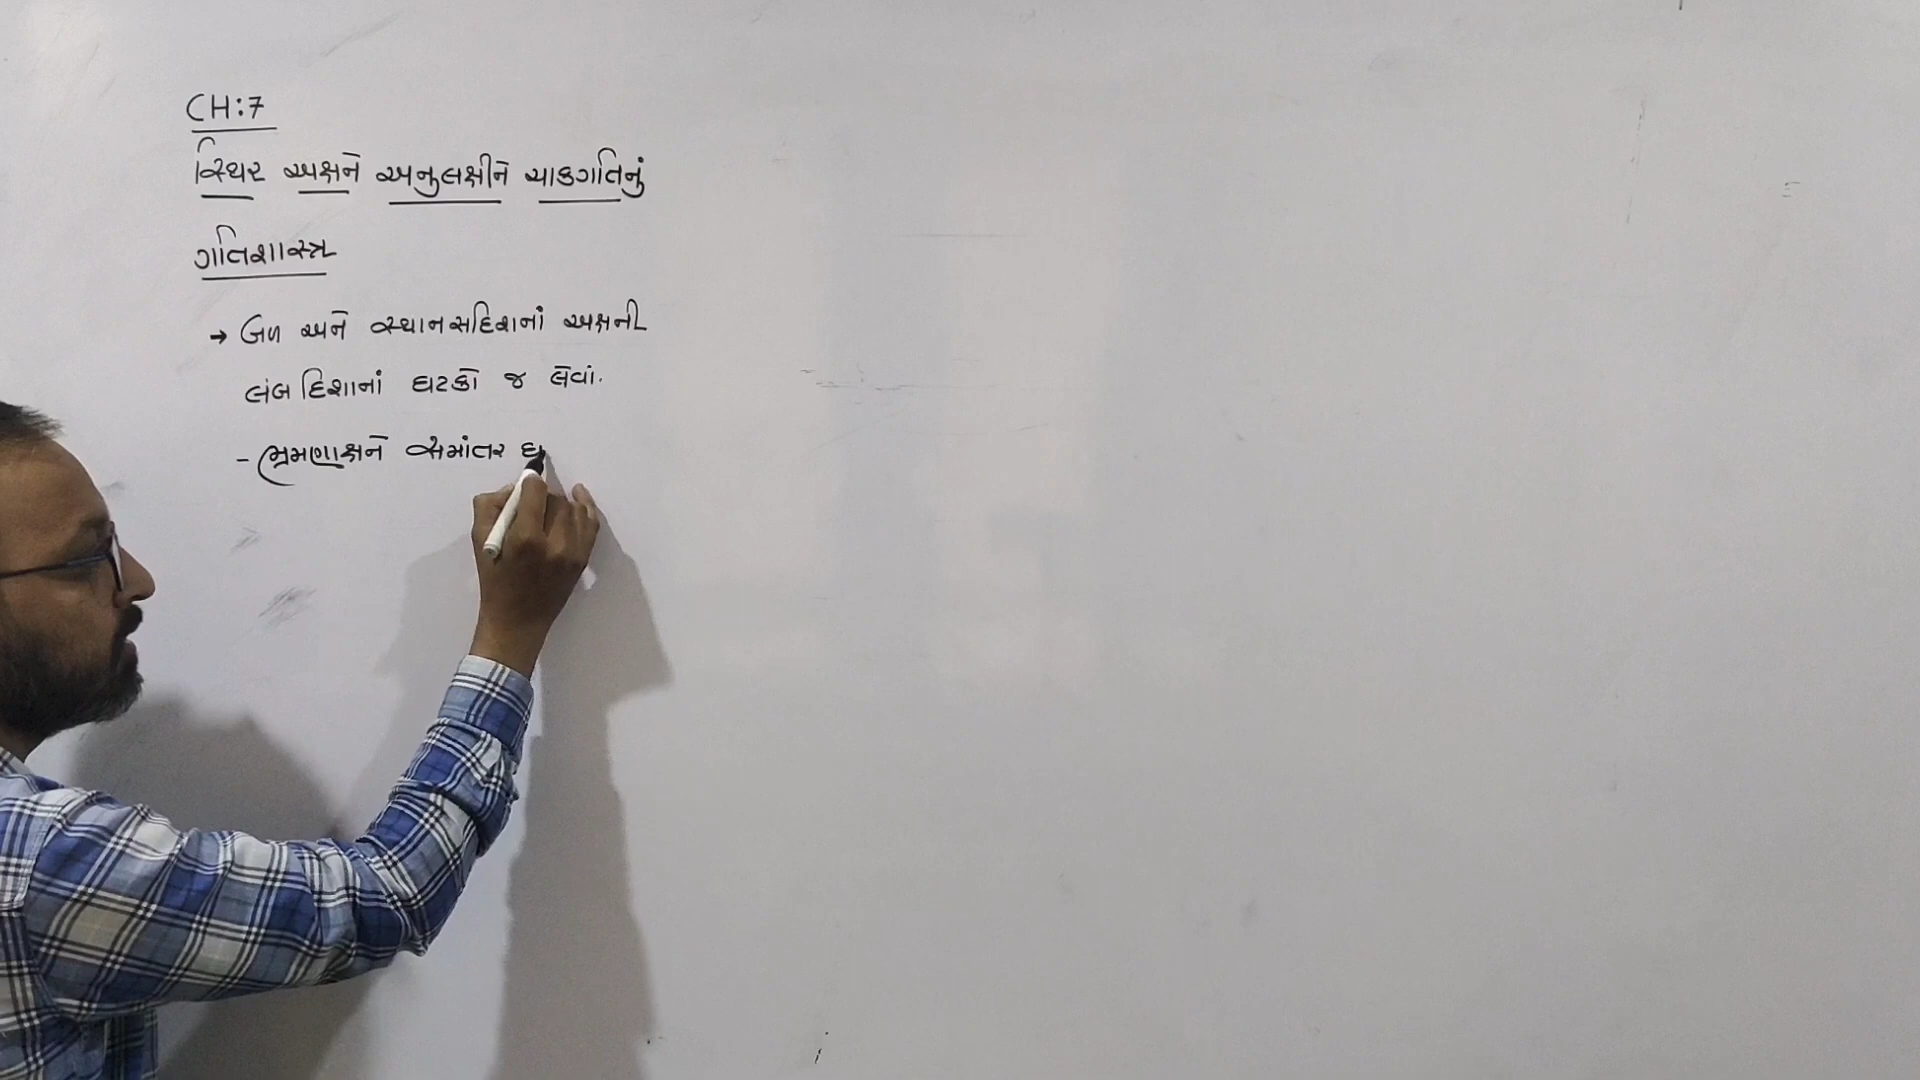 CH:7
સ્થિર અક્ષને અનુલક્ષીને ચાકગતિનું
ગતિશાસ્ત્ર
→ બળ અને સ્થાનસદિશનાં અક્ષની
લંબ દિશાનાં ઘટકો જ લેવાં.
- ભ્રમણાક્ષને સમાંતર ઘ